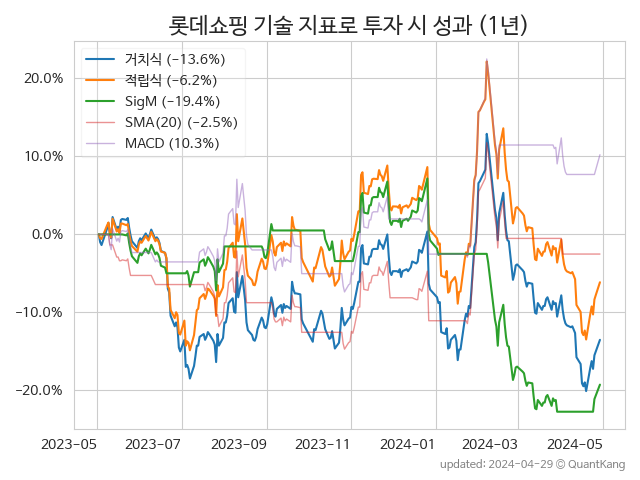 롯데쇼핑 기술 지표로 투자 시 성과 (1년)
거치식 (−13.6%)
적립식 (−6.2%)
SigM (−19.4%)
SMA(20) (−2.5%)
MACD (10.3%)
20.0%
10.0%
0.0%
−10.0%
−20.0%
2023-05 2023-07 2023-09 2023-11 2024-01 2024-03 2024-05
updated: 2024-04-29 © QuantKang